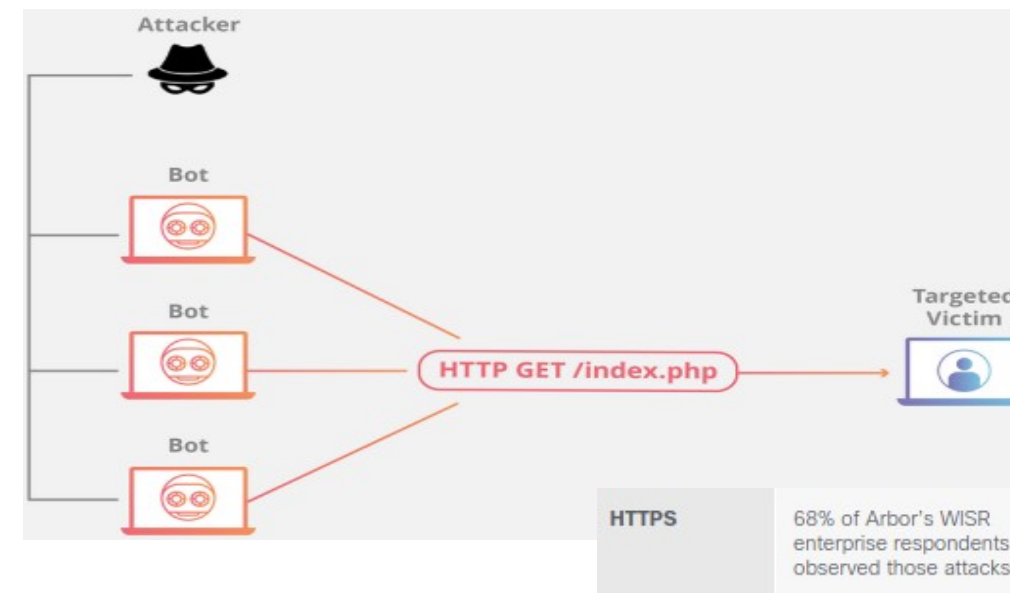 Attacker
Bot
Bot
HTTP GET /index.php
Targeted
Victim
Bot
HTTPS
68% of Arbor's WISR
enterprise respondents
observed those attacks